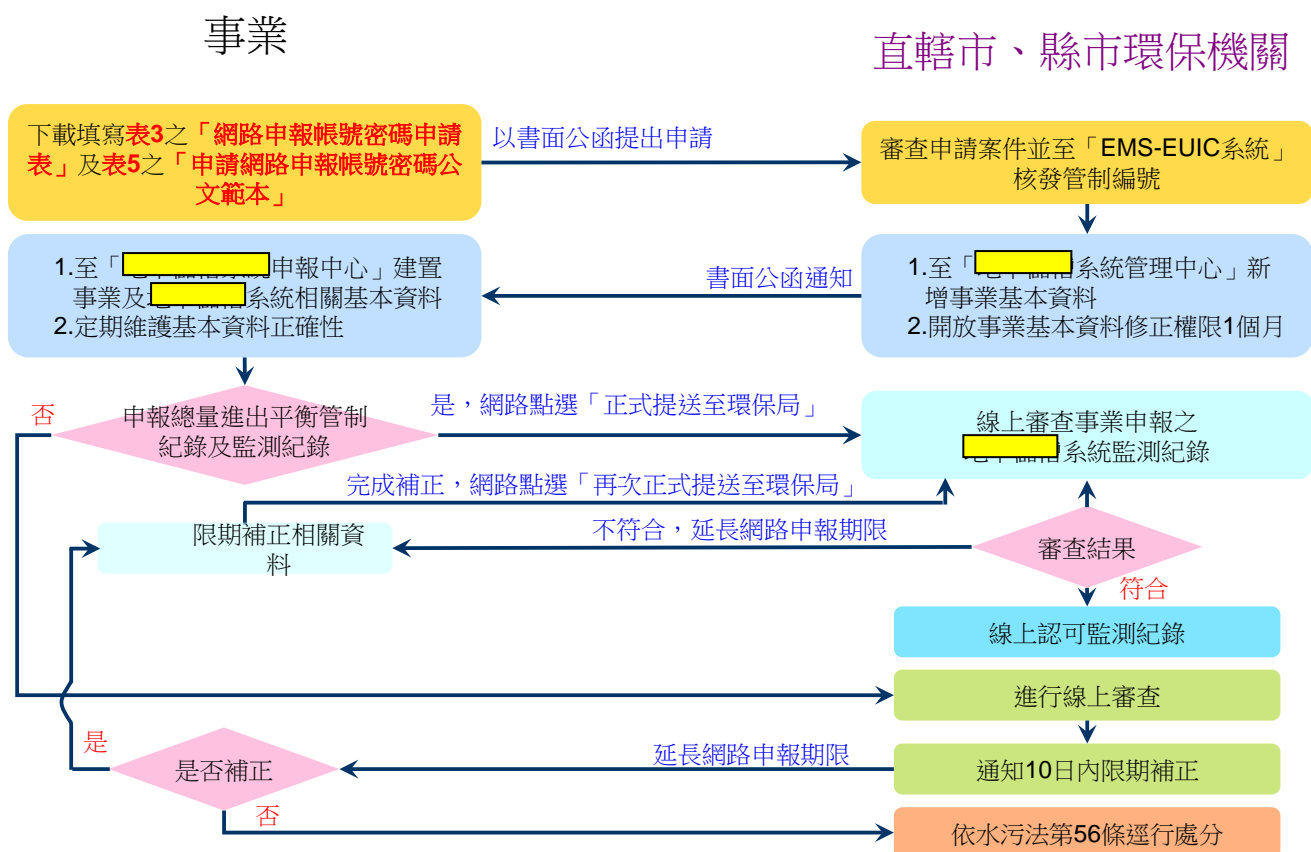 事業
直轄市、縣市環保機關
下載填寫表3之「網路申報帳號密碼申請
表」及表5之「申請網路申報帳號密碼公
文範本」
以書面公函提出申請
審查申請案件並至「EMS-EUIC系統」
核發管制編號
1.至「申報中心」建置
事業及系統相關基本資料
2.定期維護基本資料正確性
書面公函通知
1.至「系統管理中心」新
增事業基本資料
2.開放事業基本資料修正權限1個月
否
申報總量進出平衡管制
紀錄及監測紀錄
是，網路點選「正式提送至環保局」
線上審查事業申報之
系統監測紀錄
完成補正，網路點選「再次正式提送至環保局」
限期補正相關資
料
不符合，延長網路申報期限
審查結果
符合
線上認可監測紀錄
進行線上審查
是
是否補正
延長網路申報期限
通知10日內限期補正
否
依水污法第56條逕行處分